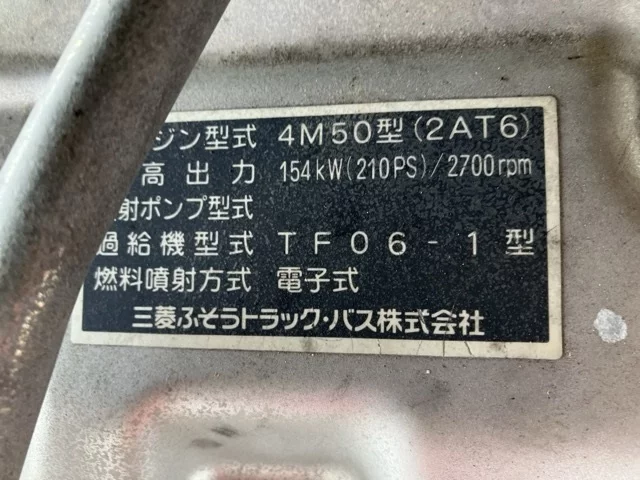 ジン型式 4M50型(2AT6)
高出力 154kW(210PS)/2700rpm
射ポンプ型式
過給機型式 TF06-1型
燃料噴射方式 電子式
三菱ふそうトラック・バス株式会社